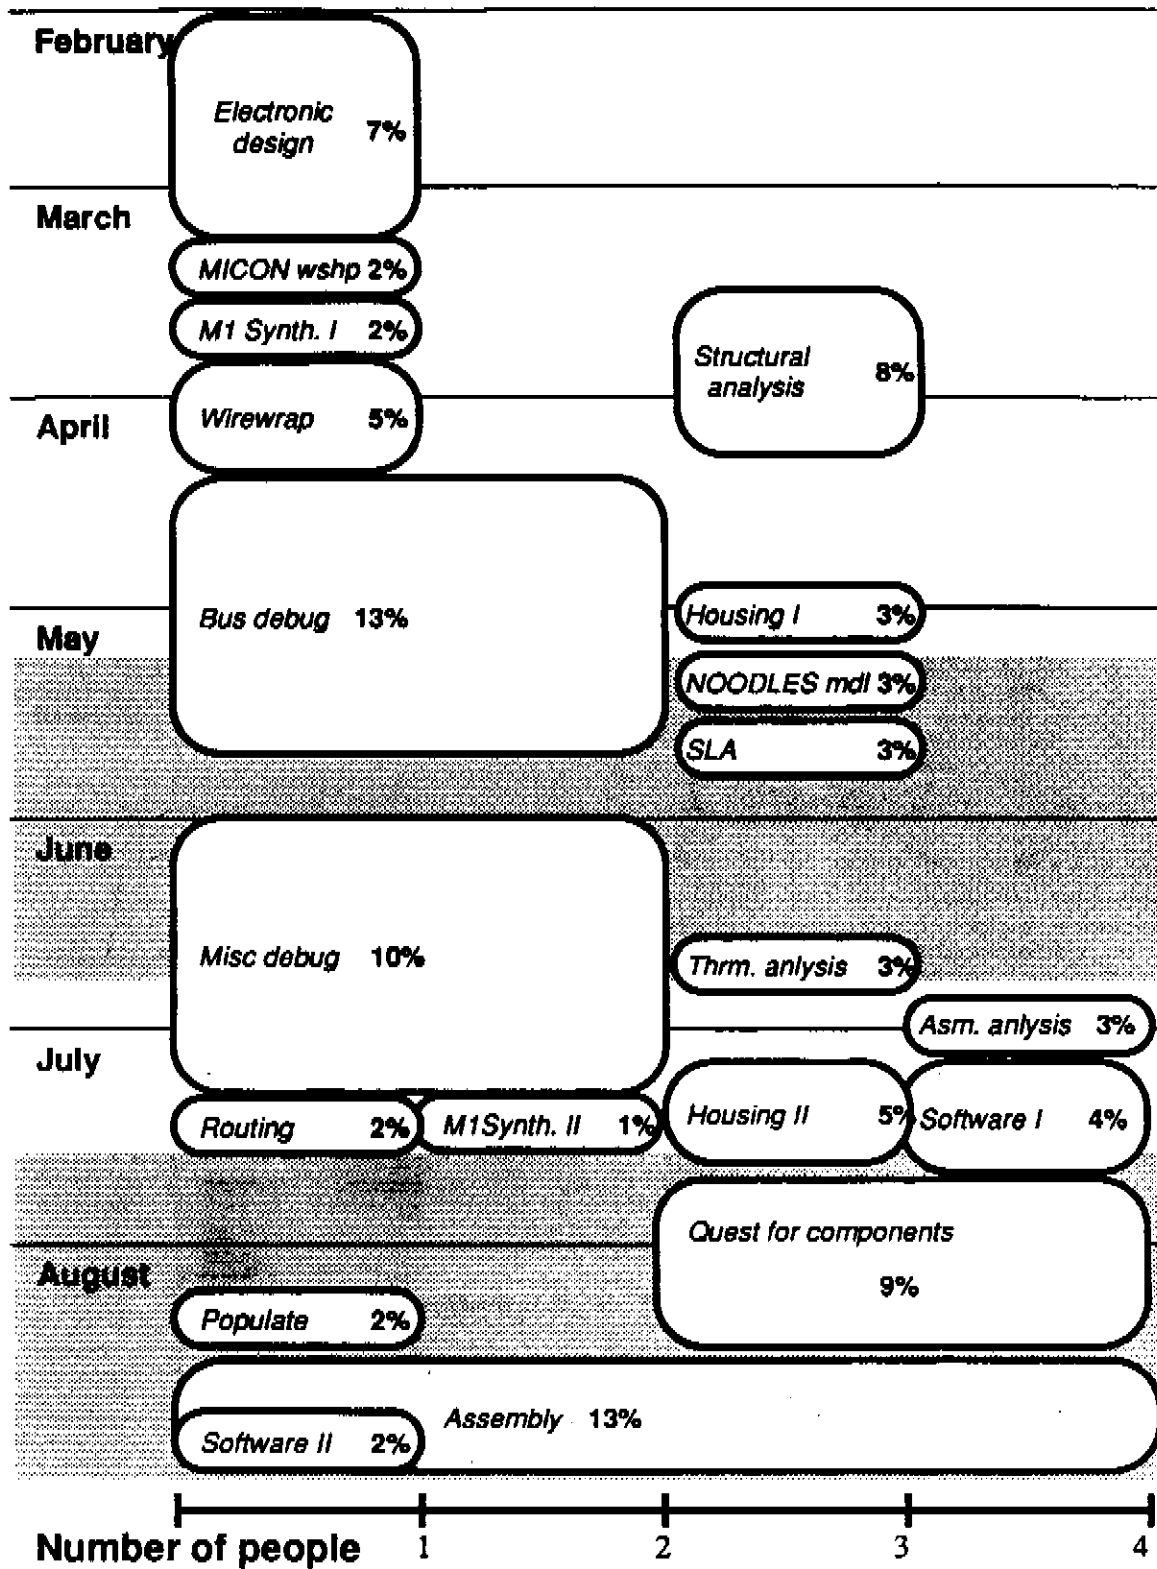 February
Electronic
design 7%
March
MICON wshp 2%
M1 Synth. I 2%
Structural
analysis 8%
April
Wirewrap 5%
Bus debug 13%
Housing I 3%
May
NOODLES mdl 3%
SLA 3%
June
Misc debug 10%
Thrm. anlysis 3%
Asm. anlysis 3%
July
Routing 2%
M1Synth. II 1%
Housing II 5%
Software I 4%
Quest for components
9%
August
Populate 2%
Assembly 13%
Software II 2%
Number of people 1 2 3 4